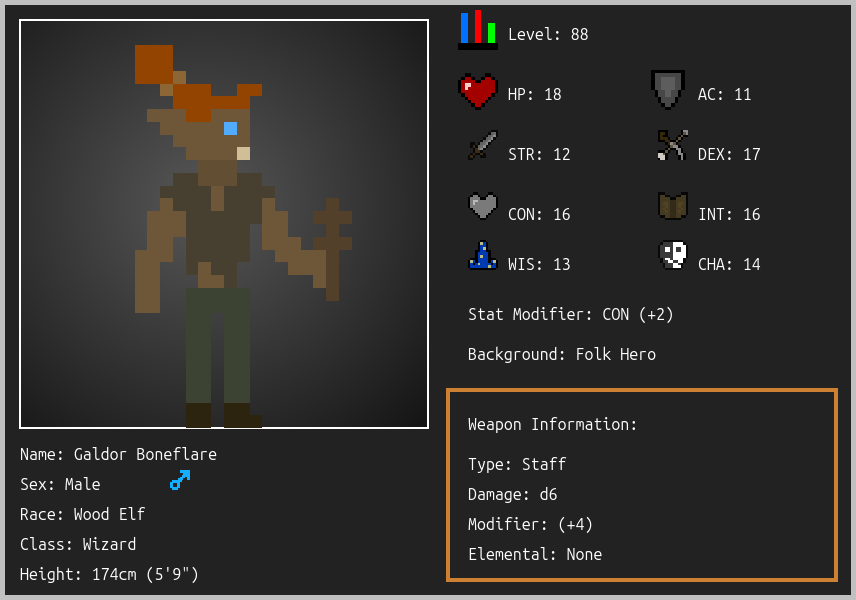 Level: 88
HP: 18
AC: 11
STR: 12
DEX: 17
CON: 16
INT: 16
WIS: 13
CHA: 14
Stat Modifier: CON (+2)
Background: Folk Hero
Weapon Information:
Type: Staff
Damage: d6
Modifier: (+4)
Elemental: None
Name: Galdor Boneflare
Sex: Male
Race: Wood Elf
Class: Wizard
Height: 174cm (5'9")